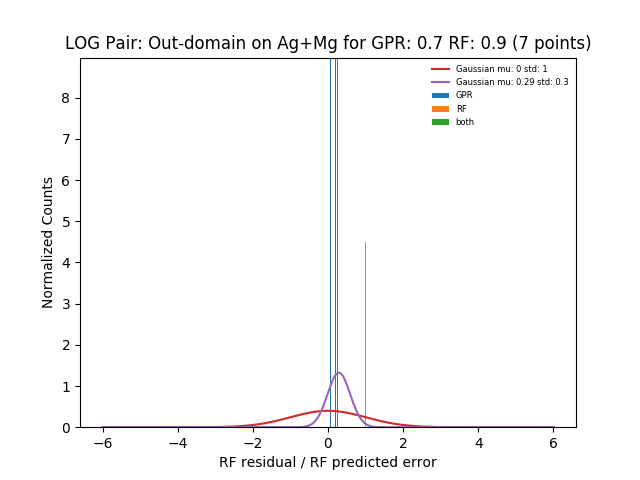 LOG Pair: Out-domain on Ag+Mg for GPR: 0.7 RF: 0.9 (7 points)
Gaussian mu: 0 std: 1
Gaussian mu: 0.29 std: 0.3
GPR
RF
both
Normalized Counts
8
7
6
5
4
3
2
1
0
−6 −4 −2 0 2 4 6
RF residual / RF predicted error